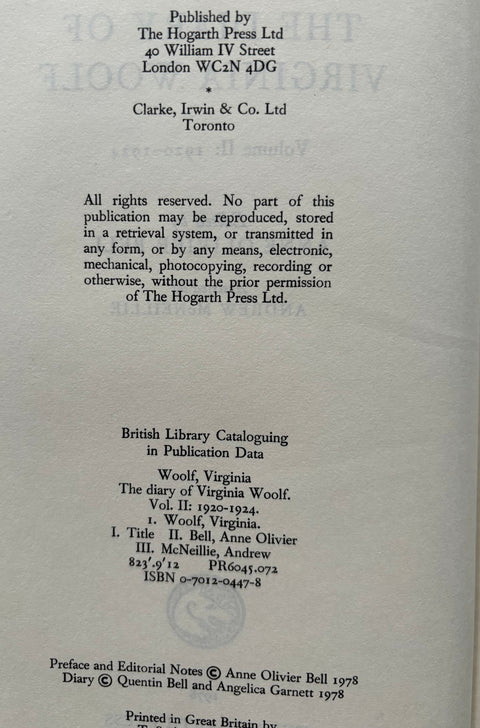 Published by
The Hogarth Press Ltd
40 William IV Street
London WC2N 4DG
*
Clarke, Irwin & Co. Ltd
Toronto
All rights reserved. No part of this
publication may be reproduced, stored
in a retrieval system, or transmitted in
any form, or by any means, electronic,
mechanical, photocopying, recording or
otherwise, without the prior permission
of The Hogarth Press Ltd.
British Library Cataloguing
in Publication Data
Woolf, Virginia
The diary of Virginia Woolf.
Vol. II: 1920-1924.
1. Woolf, Virginia.
I. Title II. Bell, Anne Olivier
III. McNeillie, Andrew
823'.9'12 PR6045.072
ISBN 0-7012-0447-8
Preface and Editorial Notes © Anne Olivier Bell 1978
Diary © Quentin Bell and Angelica Garnett 1978
Printed in Great Britain by